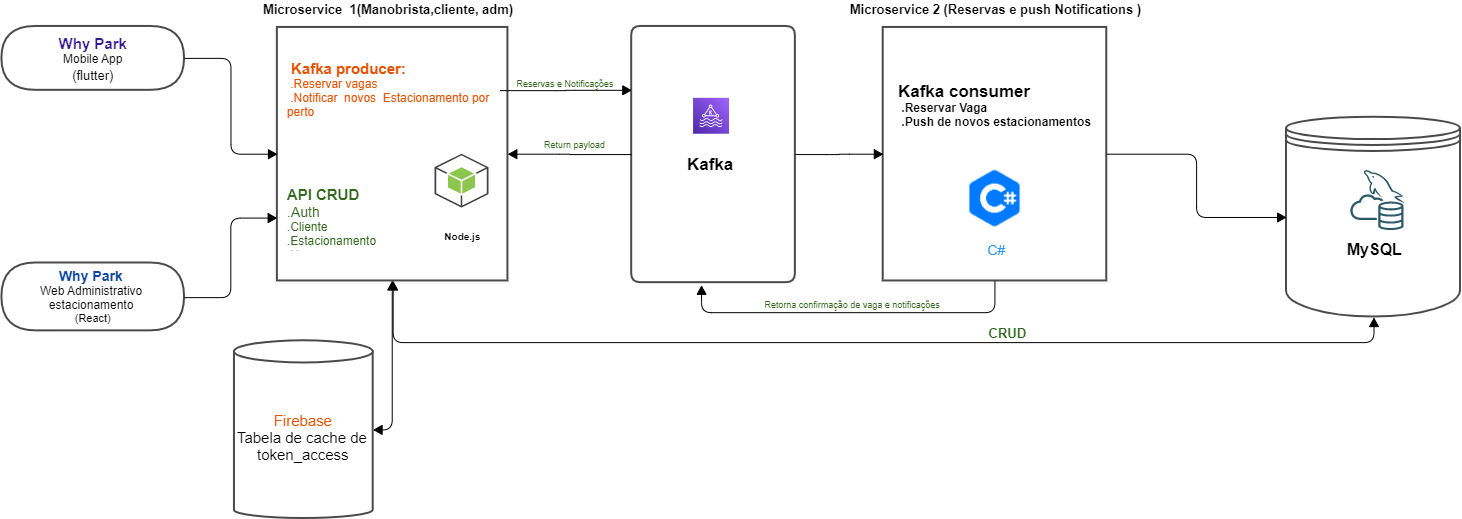 Microservice 1(Manobrista,cliente, adm)
Microservice 2 (Reservas e push Notifications )
Why Park
Mobile App
(flutter)
Kafka producer:
.Reservar vagas
.Notificar novos Estacionamento por
perto
Reservas e Notificações
Return payload
Kafka
Kafka consumer
.Reservar Vaga
.Push de novos estacionamentos
API CRUD
.Auth
.Cliente
.Estacionamento
Node.js
C#
C#
MySQL
Why Park
Web Administrativo
estacionamento
(React)
Retorna confirmação de vaga e notificações
CRUD
Firebase
Tabela de cache de
token_access